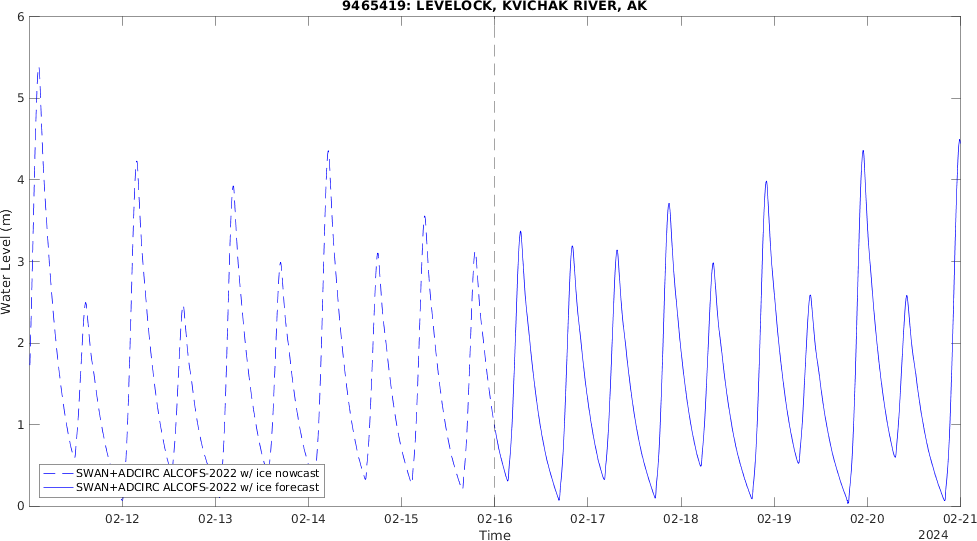 9465419: LEVELOCK, KVICHAK RIVER, AK
6
5
4
3
2
1
0
Water Level (m)
SWAN+ADCIRC ALCOFS-2022 w/ ice nowcast
SWAN+ADCIRC ALCOFS-2022 w/ ice forecast
02-12 02-13 02-14 02-15 02-16 02-17 02-18 02-19 02-20 02-21
Time
2024